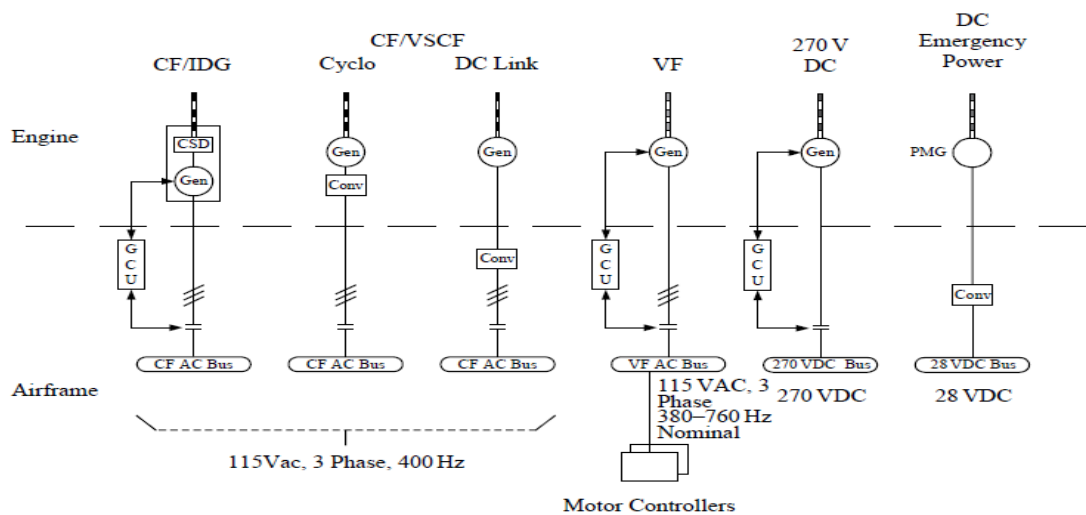 CF/VSCF
DC
Emergency
Power
270 V
DC
CF/IDG
Cyclo
DC Link
VF
Engine
CSD
Gen
Gen
Conv
Gen
Gen
Gen
PMG
G
C
U
Conv
G
C
U
G
C
U
Conv
CF AC Bus
CF AC Bus
CF AC Bus
VF AC Bus
270 VDC Bus
28 VDC Bus
Airframe
115 VAC, 3
Phase
380–760 Hz
Nominal
270 VDC
28 VDC
115Vac, 3 Phase, 400 Hz
Motor Controllers